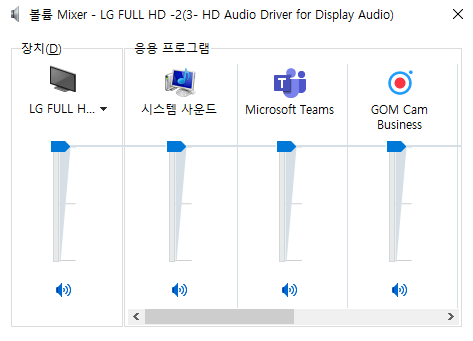 볼륨 Mixer - LG FULL HD -2(3- HD Audio Driver for Display Audio)
장치(D)
응용 프로그램
LG FULL H...
시스템 사운드
Microsoft Teams
GOM Cam
Business